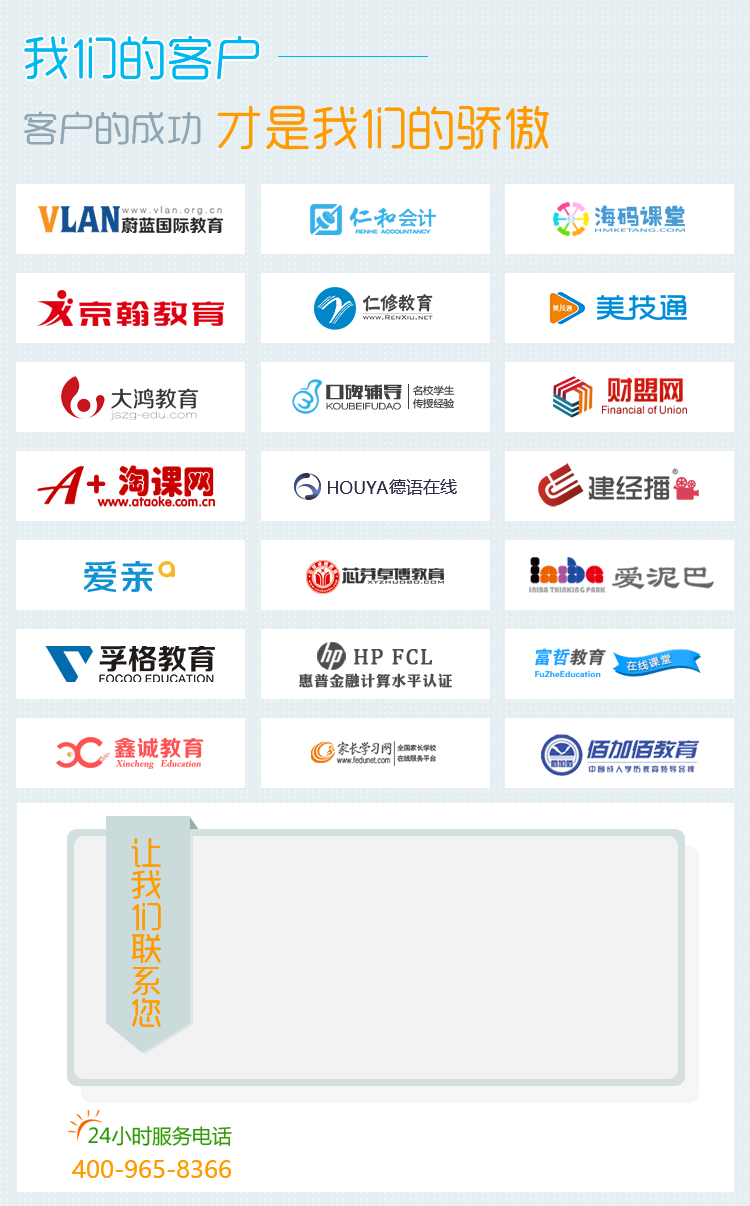 我们的客户
客户的成功 才是我们的骄傲
VLAN www.vlan.org.cn
蔚蓝国际教育
仁和会计
RENHE ACCOUNTANCY
海码课堂
HMKETANG.COM
京翰教育
仁修教育
WWW.RENXIU.NET
美技通
美技通
大鸿教育
jszg-edu.com
口碑辅导
KOUBEIFUDAO
名校学生
传授经验
财盟网
Financial of Union
A+ 淘课网
www.ataoke.com.cn
HOUYA德语在线
建经播®
爱亲
芯芬卓博教育
XYZHUOBO.COM
iniba 爱泥巴
INIBA THINKING PARK
孚格教育
FOCOO EDUCATION
hp HP FCL
惠普金融计算水平认证
富哲教育
FuZheEducation
在线课堂
鑫诚教育
Xincheng Education
家长学习网
www.fedunet.com
全国家长学校
在线服务平台
佰加佰
佰加佰教育
中国成人学历教育领导品牌
让我们联系您
24小时服务电话
400-965-8366